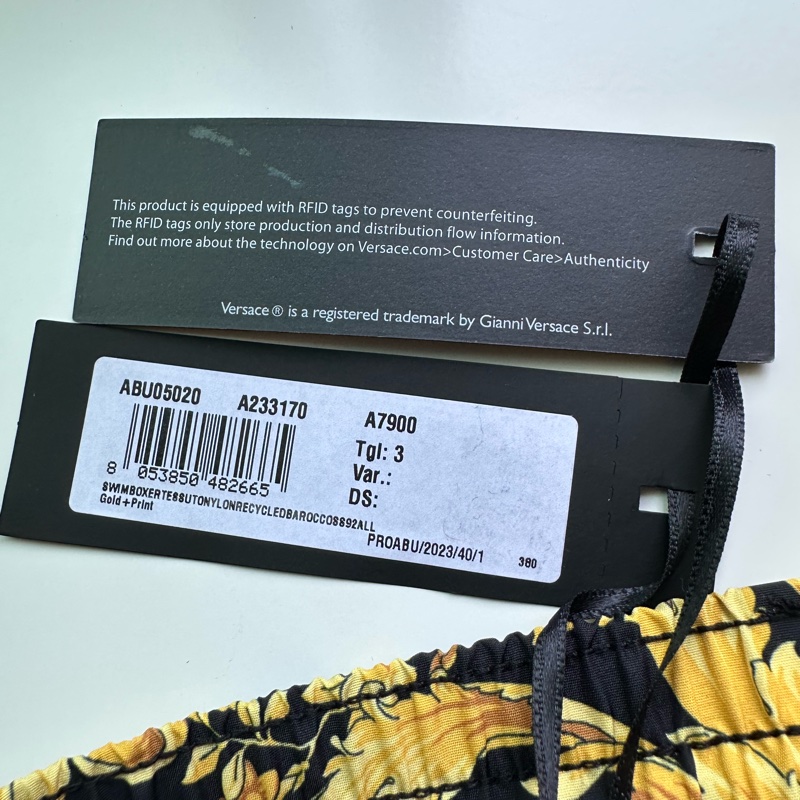 This product is equipped with RFID tags to prevent counterfeiting.
The RFID tags only store production and distribution flow information.
Find out more about the technology on Versace.com>Customer Care>Authenticity
Versace ® is a registered trademark by Gianni Versace S.r.l.
ABU05020 A233170 A7900
Tgl: 3
Var.:
DS:
8 053850 482665
SWIMBOXERTESSUTONYLONRECYCLEDBAROCCOSS92ALL
Gold+Print
PROABU/2023/40/1 380